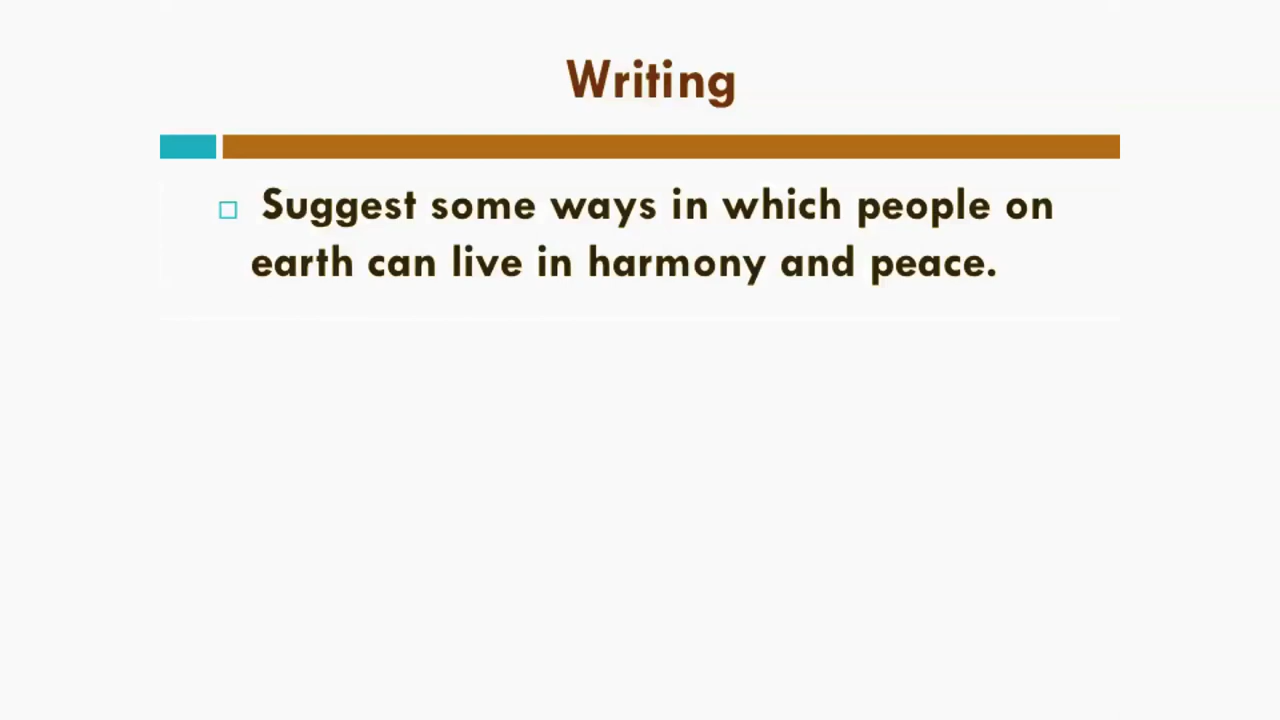 Writing
Suggest some ways in which people on
earth can live in harmony and peace.